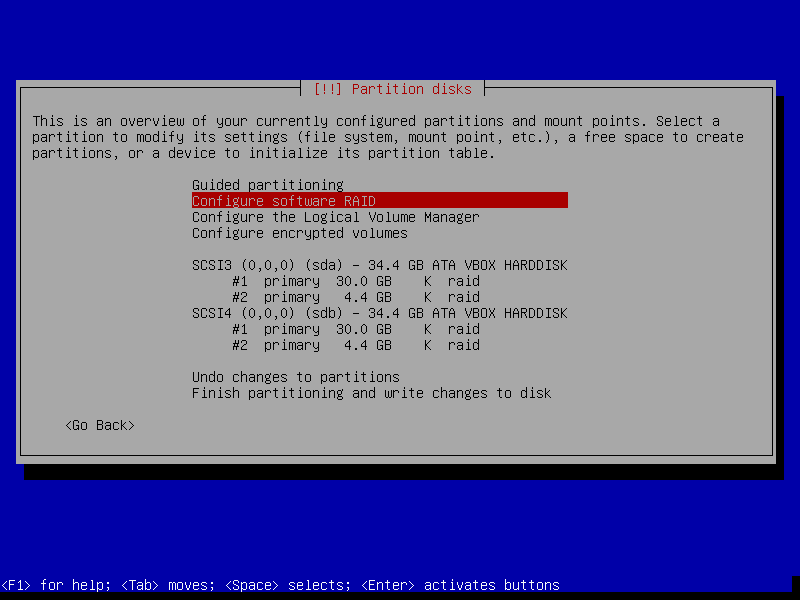 [!!] Partition disks
This is an overview of your currently configured partitions and mount points. Select a
partition to modify its settings (file system, mount point, etc.), a free space to create
partitions, or a device to initialize its partition table.
Guided partitioning
Configure software RAID
Configure the Logical Volume Manager
Configure encrypted volumes
SCSI3 (0,0,0) (sda) - 34.4 GB ATA VBOX HARDDISK
#1 primary 30.0 GB K raid
#2 primary 4.4 GB K raid
SCSI4 (0,0,0) (sdb) - 34.4 GB ATA VBOX HARDDISK
#1 primary 30.0 GB K raid
#2 primary 4.4 GB K raid
Undo changes to partitions
Finish partitioning and write changes to disk
<Go Back>
<F1> for help; <Tab> moves; <Space> selects; <Enter> activates buttons